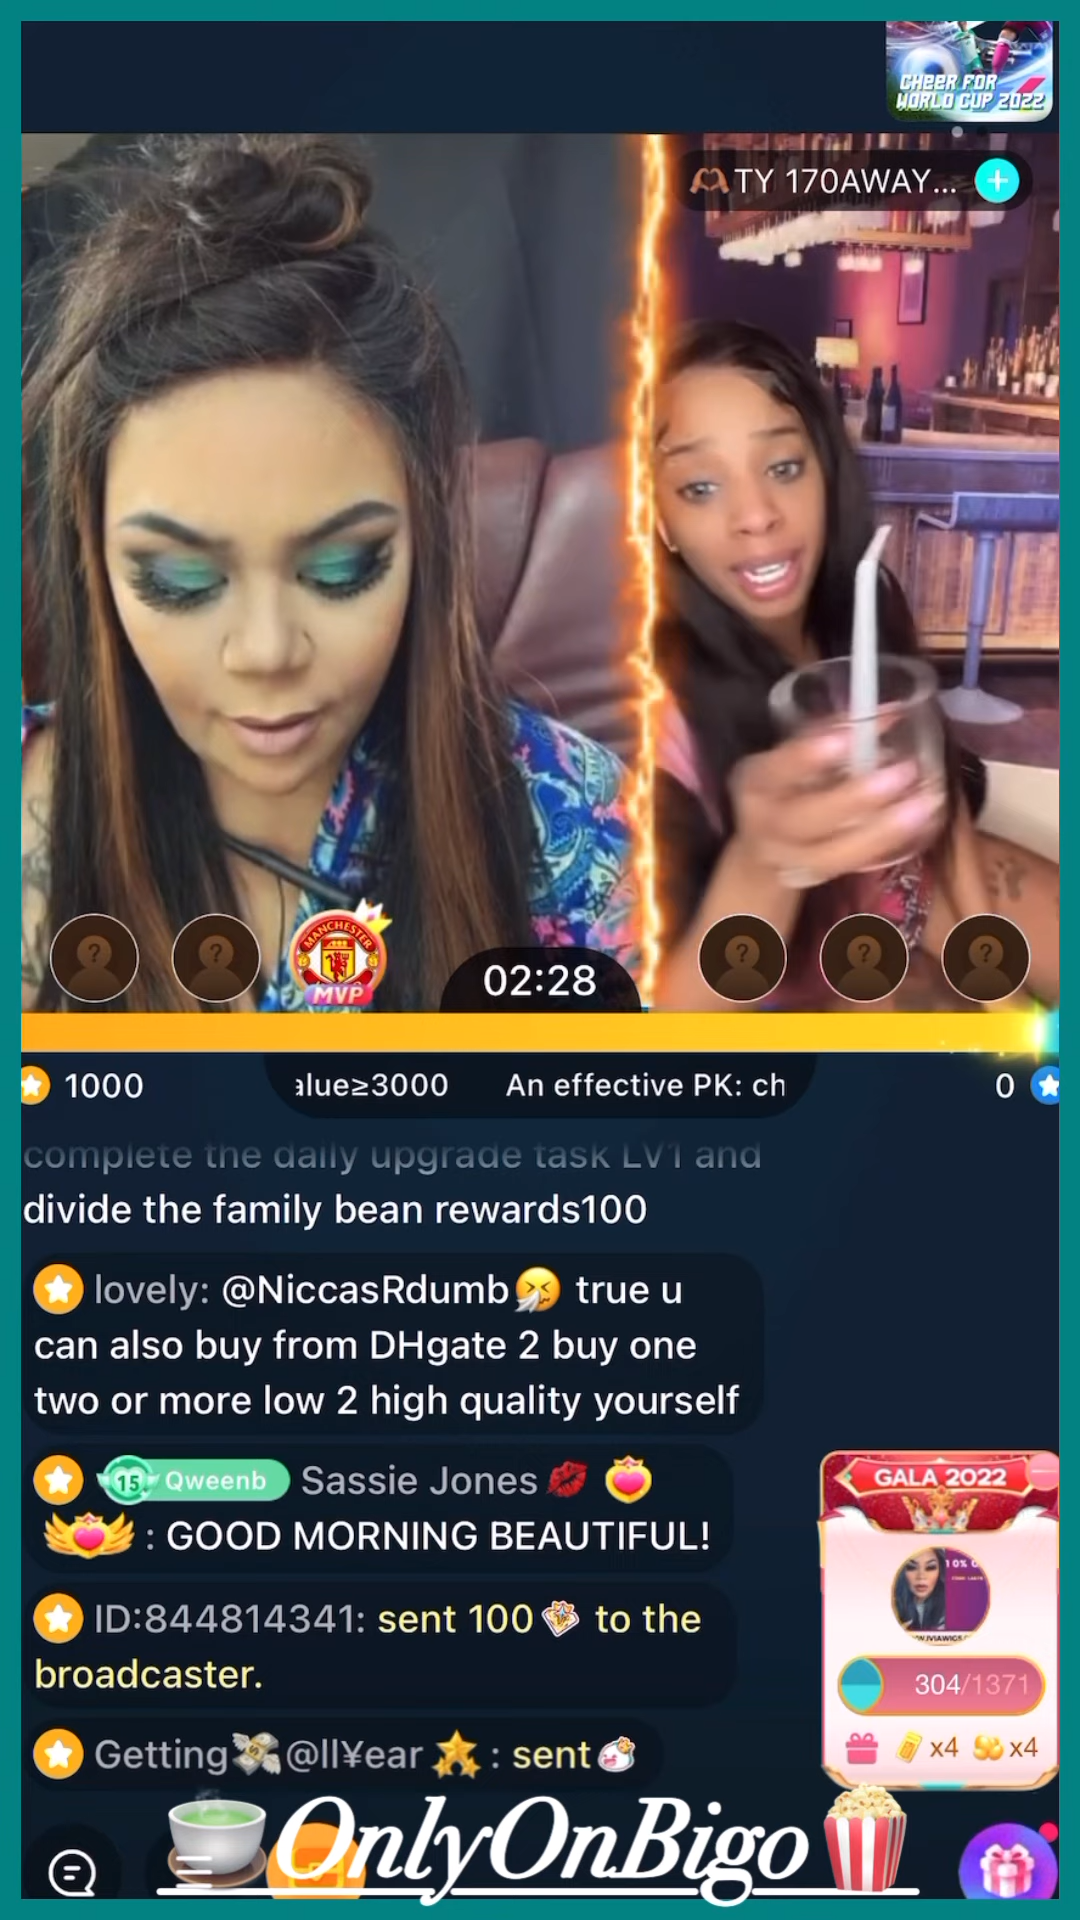 CHEER FOR
WORLD CUP 2022
TY 170AWAY...
MANCHESTER
UNITED
MVP
02:28
1000
alue≥3000 An effective PK: ch
0
complete the daily upgrade task LV1 and
divide the family bean rewards100
lovely: @NiccasRdumb🤧 true u
can also buy from DHgate 2 buy one
two or more low 2 high quality yourself
15 Qweenb Sassie Jones💋
: GOOD MORNING BEAUTIFUL!
ID:844814341: sent 100 to the
broadcaster.
Getting💸@ll¥ear : sent
GALA 2022
304/1371
x4 x4
🍵OnlyOnBigo🍿